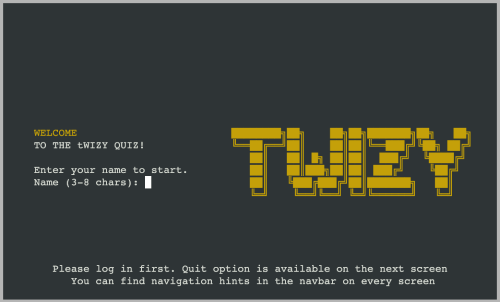 WELCOME
TO THE tWIZY QUIZ!
Enter your name to start.
Name (3-8 chars):
TWIZY
Please log in first. Quit option is available on the next screen
You can find navigation hints in the navbar on every screen